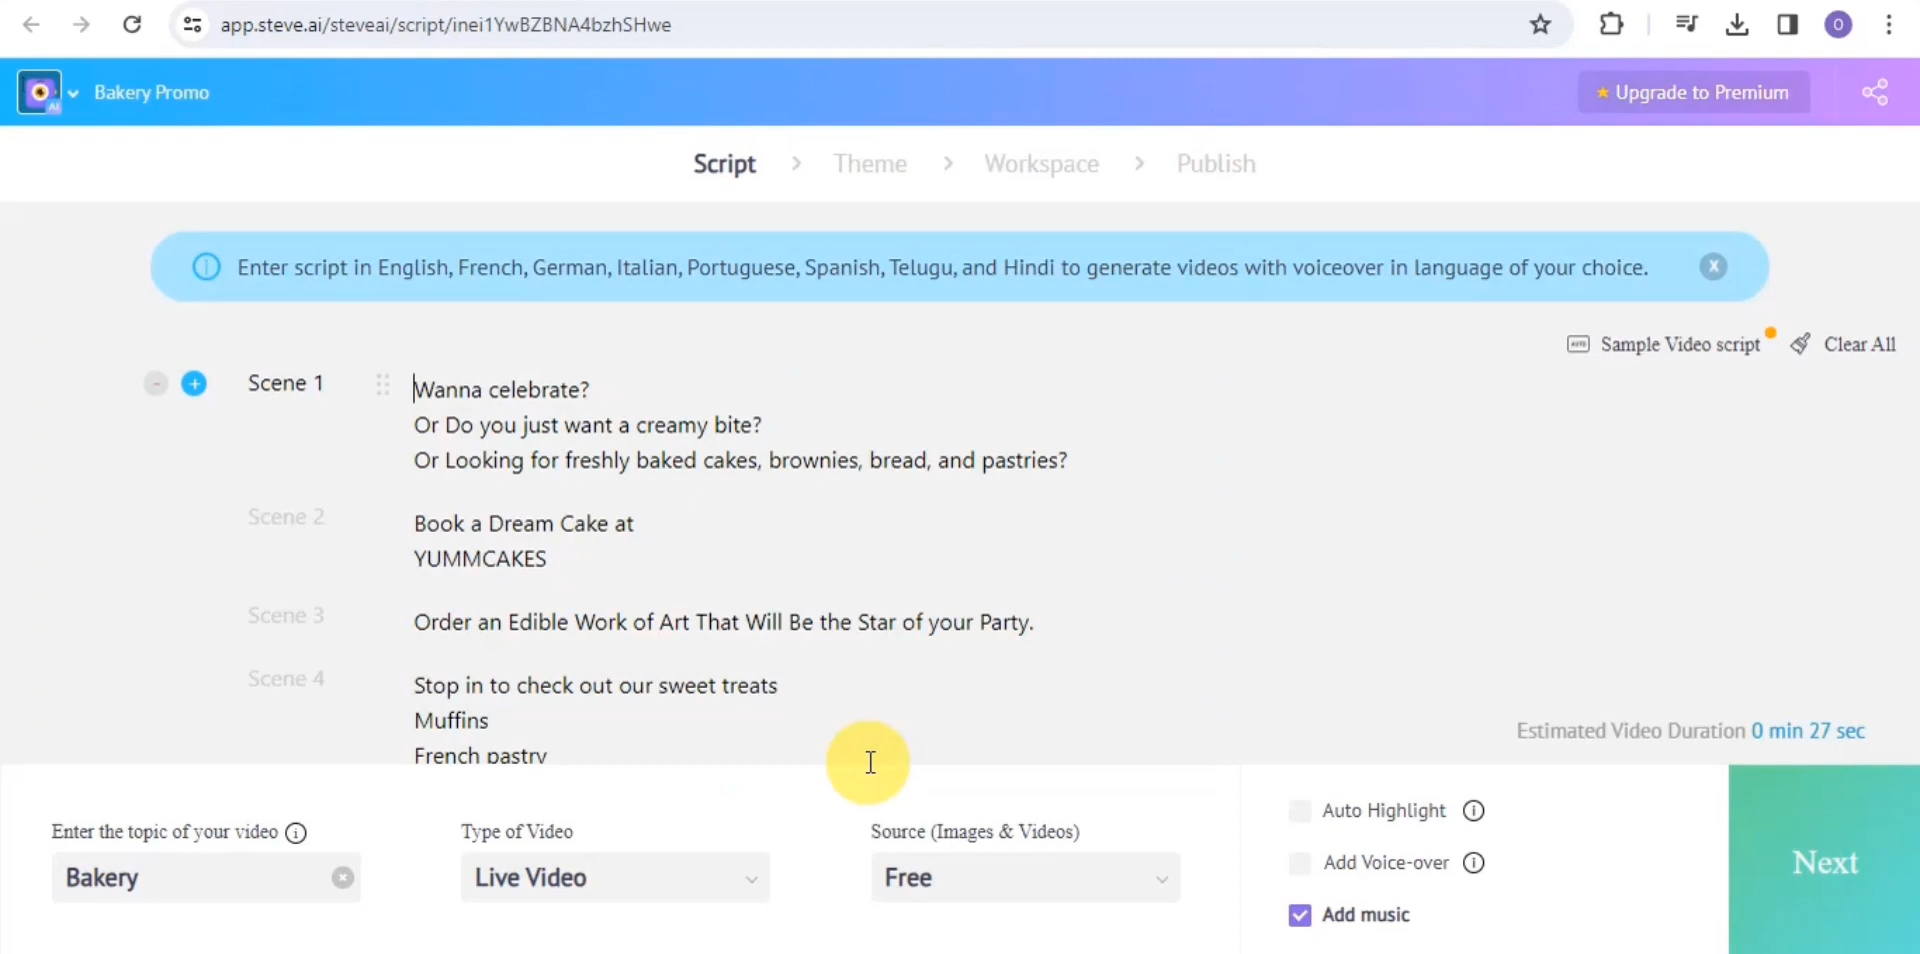 app.steve.ai/steveai/script/inei1YwBZBNA4bzhSHwe
O
AI
Bakery Promo
Upgrade to Premium
Script > Theme > Workspace > Publish
Enter script in English, French, German, Italian, Portuguese, Spanish, Telugu, and Hindi to generate videos with voiceover in language of your choice.
X
AUTO Sample Video script
Clear All
Scene 1
Wanna celebrate?
Or Do you just want a creamy bite?
Or Looking for freshly baked cakes, brownies, bread, and pastries?
Scene 2
Book a Dream Cake at
YUMMCAKES
Scene 3
Order an Edible Work of Art That Will Be the Star of your Party.
Scene 4
Stop in to check out our sweet treats
Muffins
French pastry
Estimated Video Duration 0 min 27 sec
Enter the topic of your video
Bakery
Type of Video
Live Video
Source (Images & Videos)
Free
Auto Highlight
Add Voice-over
Add music
Next